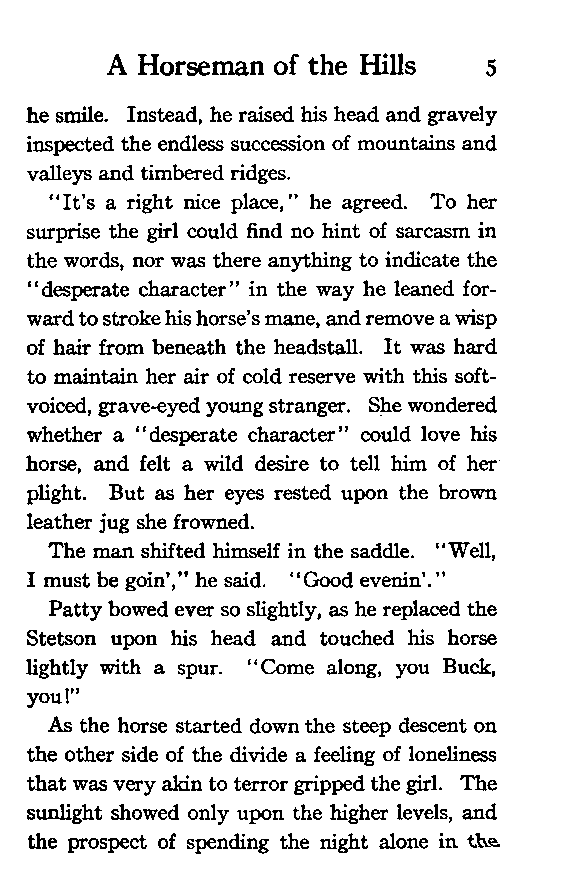 A Horseman of the Hills 5
he smile. Instead, he raised his head and gravely
inspected the endless succession of mountains and
valleys and timbered ridges.
"It's a right nice place," he agreed. To her
surprise the girl could find no hint of sarcasm in
the words, nor was there anything to indicate the
"desperate character" in the way he leaned for-
ward to stroke his horse's mane, and remove a wisp
of hair from beneath the headstall. It was hard
to maintain her air of cold reserve with this soft-
voiced, grave-eyed young stranger. She wondered
whether a "desperate character" could love his
horse, and felt a wild desire to tell him of her
plight. But as her eyes rested upon the brown
leather jug she frowned.
The man shifted himself in the saddle. "Well,
I must be goin'," he said. "Good evenin'."
Patty bowed ever so slightly, as he replaced the
Stetson upon his head and touched his horse
lightly with a spur. "Come along, you Buck,
you!"
As the horse started down the steep descent on
the other side of the divide a feeling of loneliness
that was very akin to terror gripped the girl. The
sunlight showed only upon the higher levels, and
the prospect of spending the night alone in the